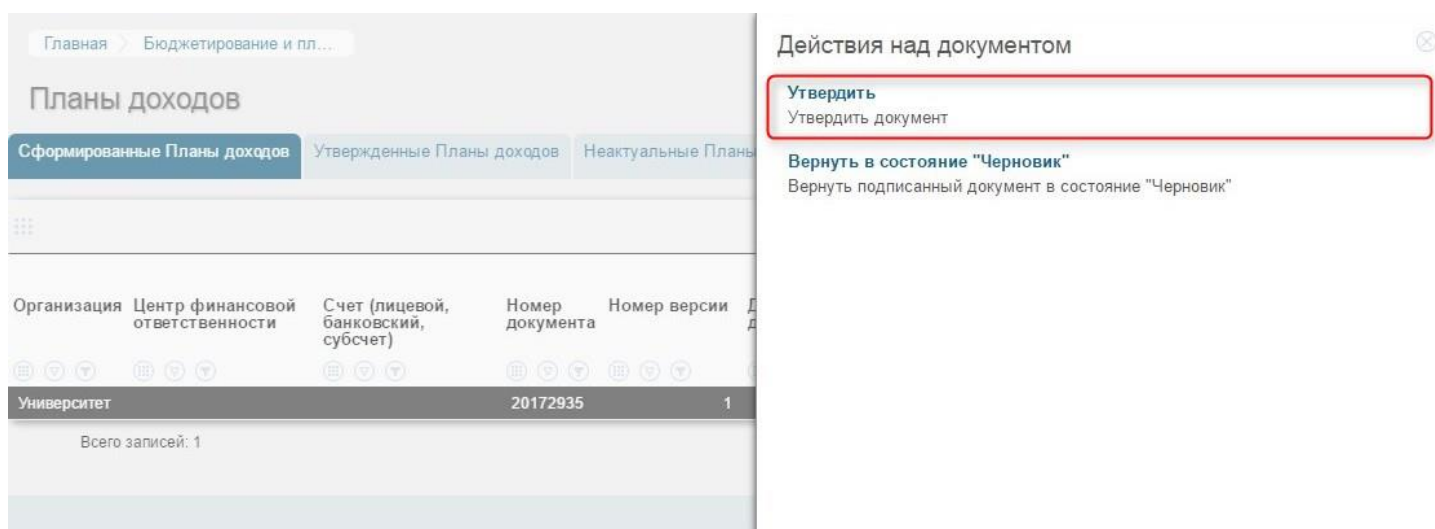 Главная Бюджетирование и пл...
Планы доходов
Сформированные Планы доходов Утвержденные Планы доходов Неактуальные Планы
Организация Центр финансовой ответственности Счет (лицевой, банковский, субсчет) Номер документа Номер версии
Университет 20172935 1
Всего записей: 1
Действия над документом
Утвердить
Утвердить документ
Вернуть в состояние "Черновик"
Вернуть подписанный документ в состояние "Черновик"